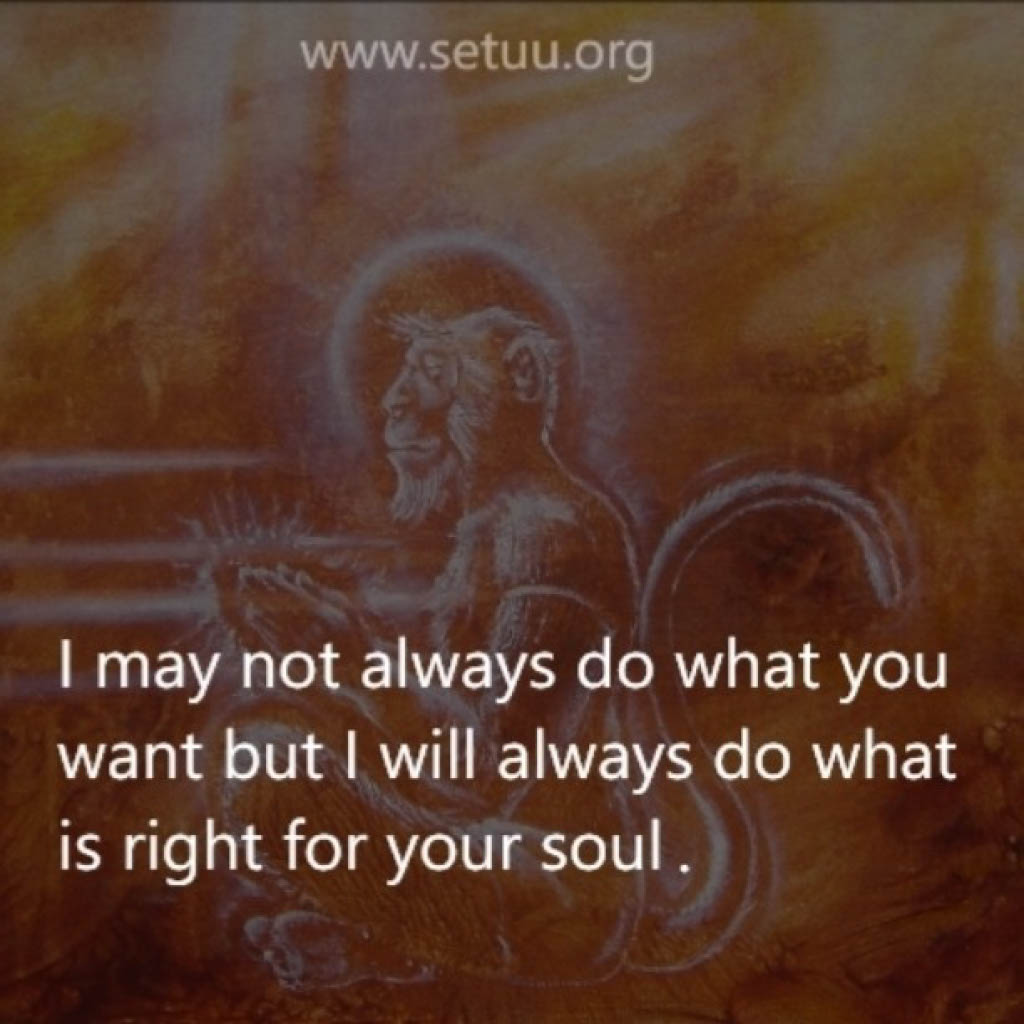 www.setuu.org
I may not always do what you
want but I will always do what
is right for your soul .